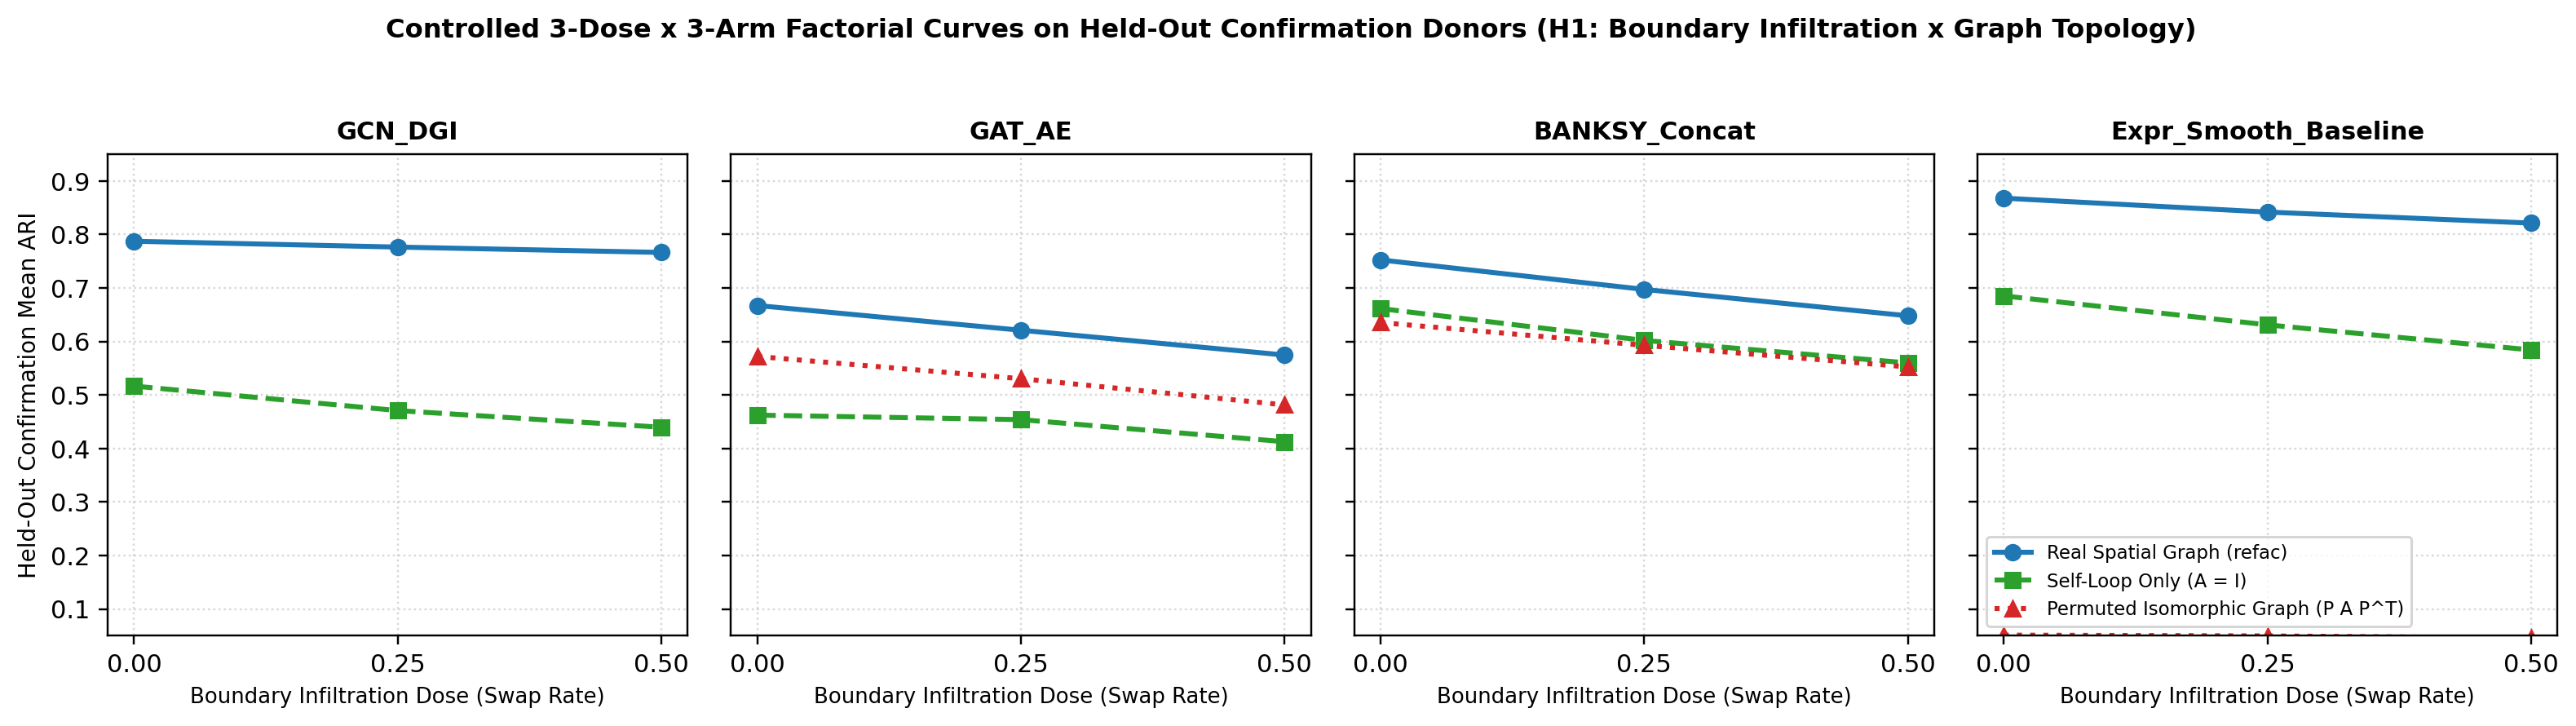 Controlled 3-Dose x 3-Arm Factorial Curves on Held-Out Confirmation Donors (H1: Boundary Infiltration x Graph Topology)
GCN_DGI
GAT_AE
BANKSY_Concat
Expr_Smooth_Baseline
Held-Out Confirmation Mean ARI
0.9
0.8
0.7
0.6
0.5
0.4
0.3
0.2
0.1
Real Spatial Graph (refac)
Self-Loop Only (A = I)
Permuted Isomorphic Graph (P A P^T)
0.00 0.25 0.50
0.00 0.25 0.50
0.00 0.25 0.50
0.00 0.25 0.50
Boundary Infiltration Dose (Swap Rate)
Boundary Infiltration Dose (Swap Rate)
Boundary Infiltration Dose (Swap Rate)
Boundary Infiltration Dose (Swap Rate)